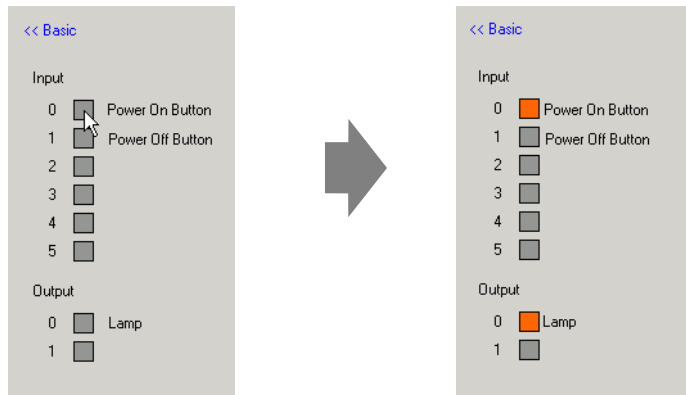 << Basic
Input
0 Power On Button
1 Power Off Button
2
3
4
5
Output
0 Lamp
1
<< Basic
Input
0 Power On Button
1 Power Off Button
2
3
4
5
Output
0 Lamp
1